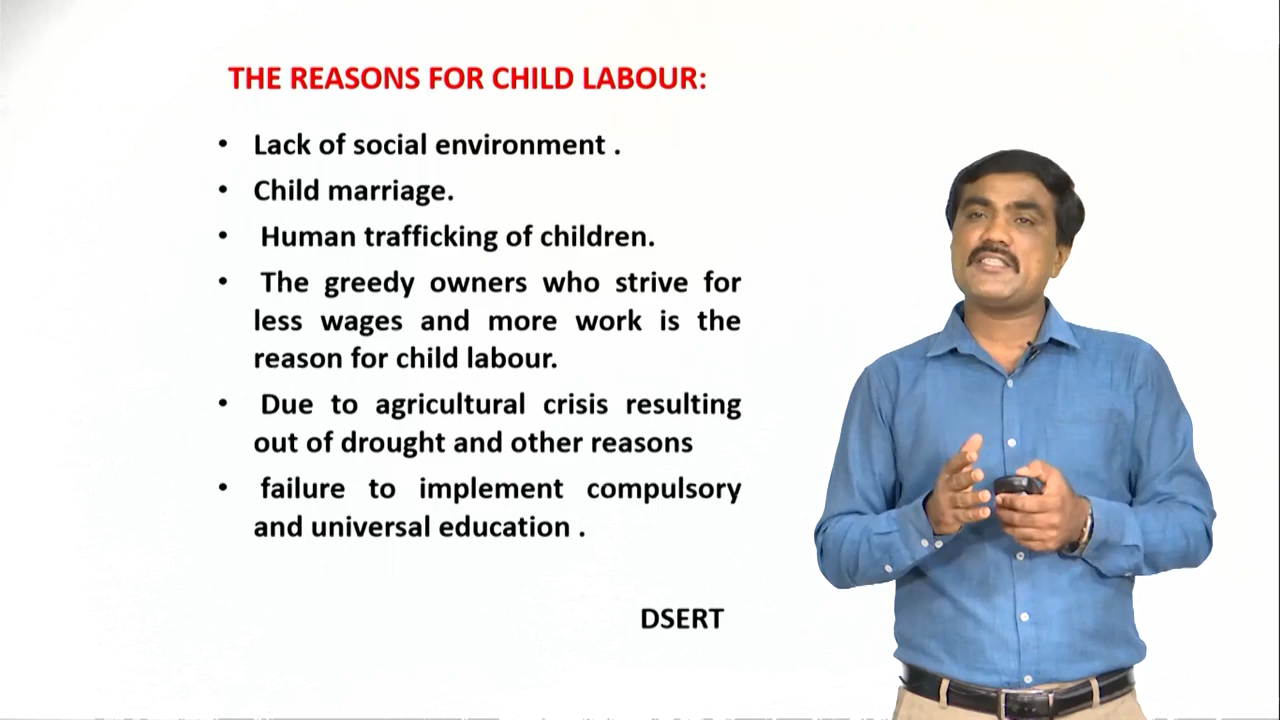 THE REASONS FOR CHILD LABOUR:
• Lack of social environment .
• Child marriage.
• Human trafficking of children.
• The greedy owners who strive for
less wages and more work is the
reason for child labour.
• Due to agricultural crisis resulting
out of drought and other reasons
• failure to implement compulsory
and universal education .
DSERT